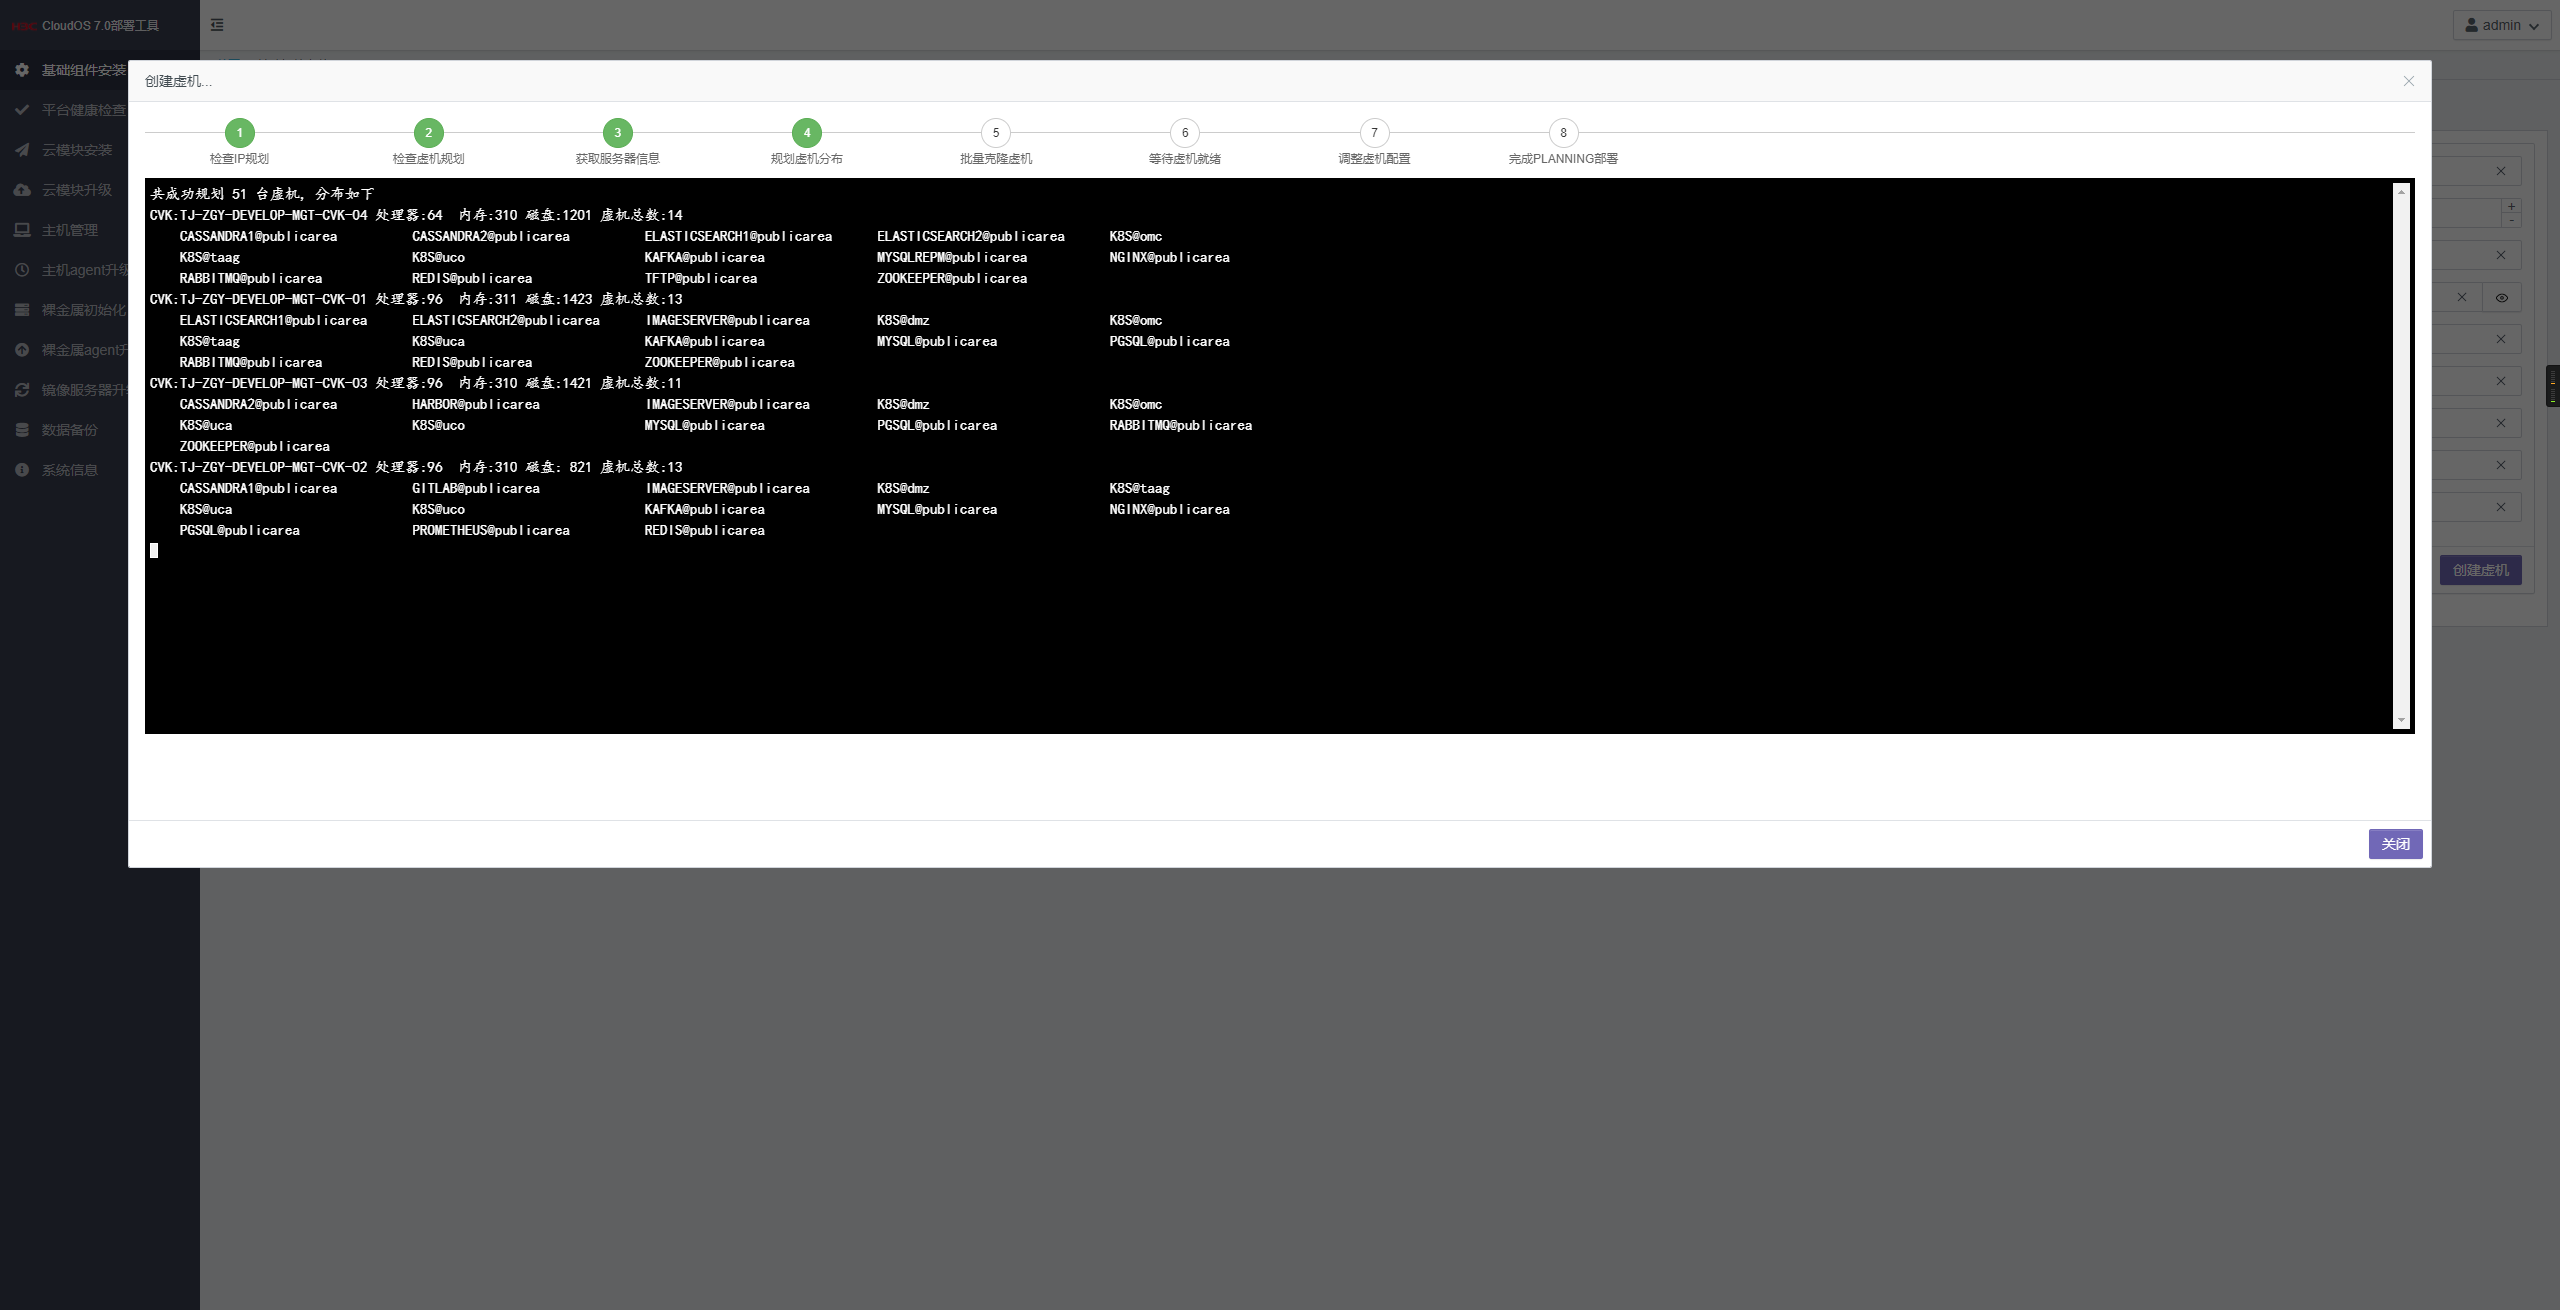 H3C CloudOS 7.0部署工具
admin
基础组件安装
平台健康检查
云模块安装
云模块升级
主机管理
主机agent升级
裸金属初始化
裸金属agent升
镜像服务器升
数据备份
系统信息
创建虚机...
1 2 3 4 5 6 7 8
检查IP规划 检查虚机规划 获取服务器信息 规划虚机分布 批量克隆虚机 等待虚机就绪 调整虚机配置 完成PLANNING部署
共成功规划 51 台虚机, 分布如下
CVK:TJ-ZGY-DEVELOP-MGT-CVK-04 处理器:64 内存:310 磁盘:1201 虚机总数:14
CASSANDRA1@publicarea CASSANDRA2@publicarea ELASTICSEARCH1@publicarea ELASTICSEARCH2@publicarea K8S@omc
K8S@taag K8S@uco KAFKA@publicarea MYSQLREPM@publicarea NGINX@publicarea
RABBITMQ@publicarea REDIS@publicarea TFTP@publicarea ZOOKEEPER@publicarea
CVK:TJ-ZGY-DEVELOP-MGT-CVK-01 处理器:96 内存:311 磁盘:1423 虚机总数:13
ELASTICSEARCH1@publicarea ELASTICSEARCH2@publicarea IMAGESERVER@publicarea K8S@dmz K8S@omc
K8S@taag K8S@uca KAFKA@publicarea MYSQL@publicarea PGSQL@publicarea
RABBITMQ@publicarea REDIS@publicarea ZOOKEEPER@publicarea
CVK:TJ-ZGY-DEVELOP-MGT-CVK-03 处理器:96 内存:310 磁盘:1421 虚机总数:11
CASSANDRA2@publicarea HARBOR@publicarea IMAGESERVER@publicarea K8S@dmz K8S@omc
K8S@uca K8S@uco MYSQL@publicarea PGSQL@publicarea RABBITMQ@publicarea
ZOOKEEPER@publicarea
CVK:TJ-ZGY-DEVELOP-MGT-CVK-02 处理器:96 内存:310 磁盘: 821 虚机总数:13
CASSANDRA1@publicarea GITLAB@publicarea IMAGESERVER@publicarea K8S@dmz K8S@taag
K8S@uca K8S@uco KAFKA@publicarea MYSQL@publicarea NGINX@publicarea
PGSQL@publicarea PROMETHEUS@publicarea REDIS@publicarea
创建虚机
关闭